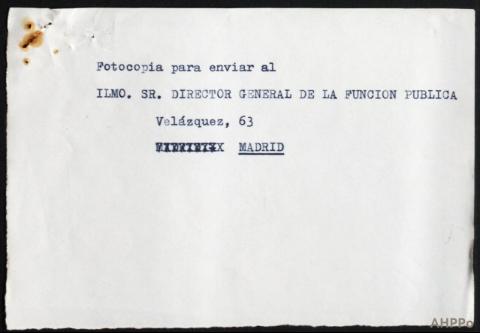 Fotocopia para enviar al
ILMO. SR. DIRECTOR GENERAL DE LA FUNCION PUBLICA
Velázquez, 63
MADRID
AHPPo